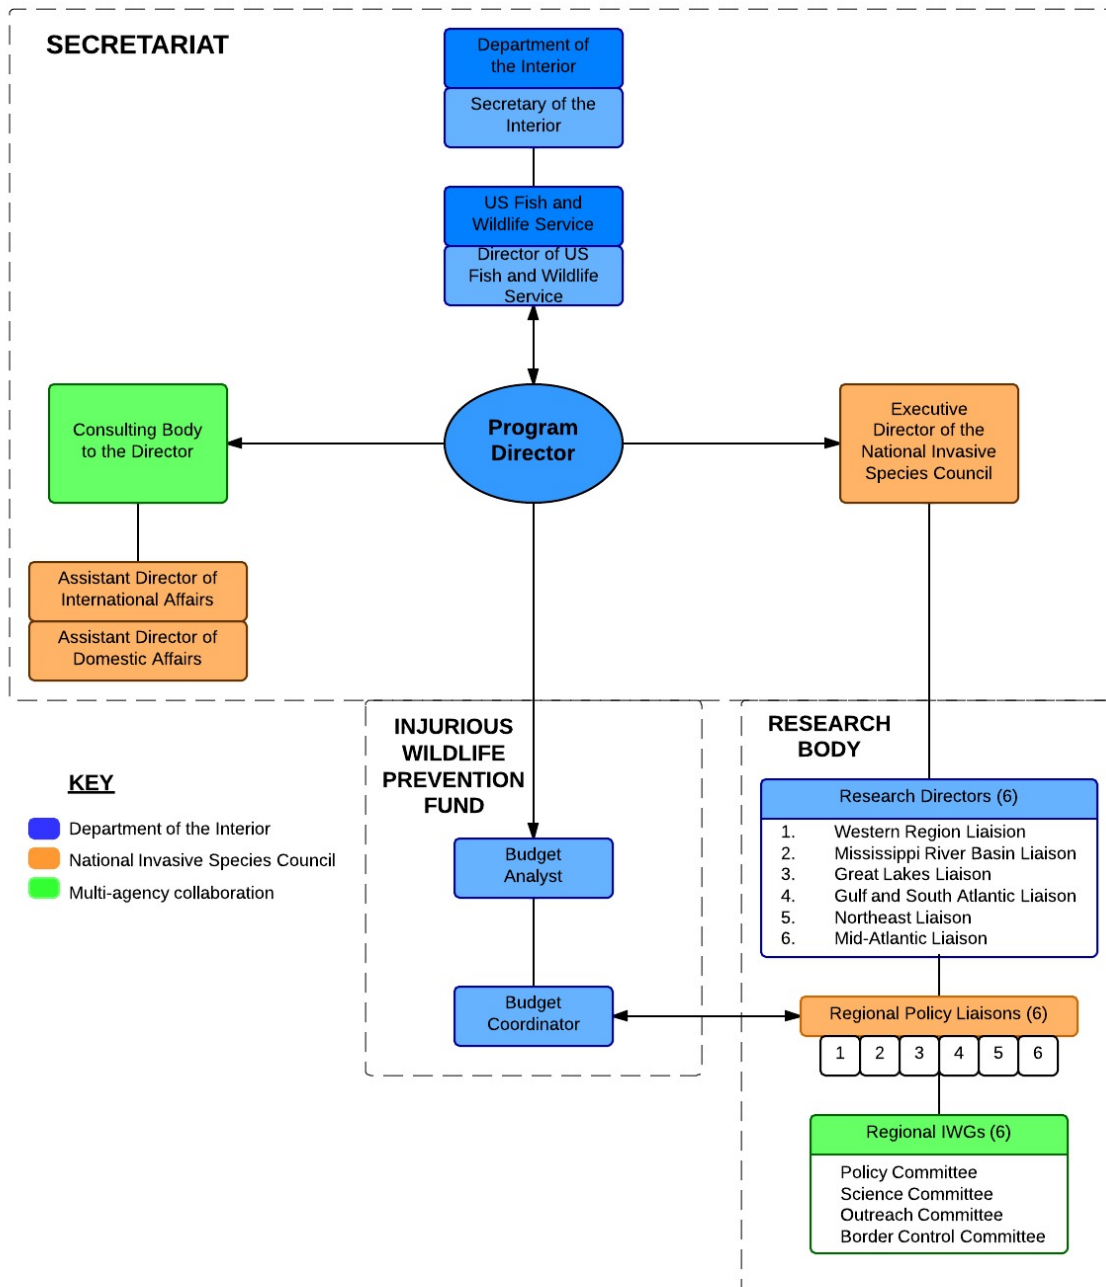 SECRETARIAT
Department of
the Interior
Secretary of the
Interior
US Fish and
Wildlife Service
Director of US
Fish and Wildlife
Service
Consulting Body
to the Director
Program
Director
Executive
Director of the
National Invasive
Species Council
Assistant Director of
International Affairs
Assistant Director of
Domestic Affairs
INJURIOUS
WILDLIFE
PREVENTION
FUND
RESEARCH
BODY
KEY
Department of the Interior
National Invasive Species Council
Multi-agency collaboration
Budget
Analyst
Budget
Coordinator
Research Directors (6)
1. Western Region Liaision
2. Mississippi River Basin Liaison
3. Great Lakes Liaison
4. Gulf and South Atlantic Liaison
5. Northeast Liaison
6. Mid-Atlantic Liaison
Regional Policy Liaisons (6)
1 2 3 4 5 6
Regional IWGs (6)
Policy Committee
Science Committee
Outreach Committee
Border Control Committee